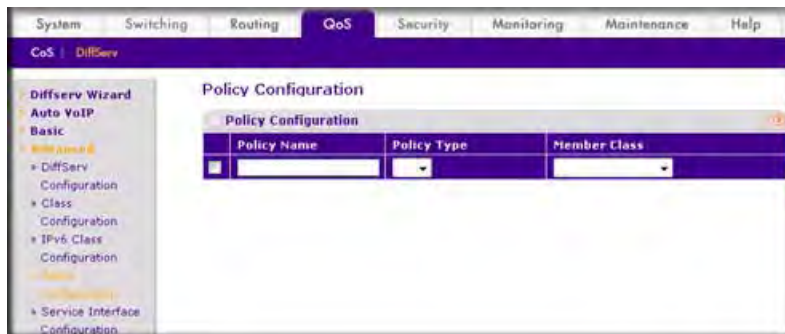 System Switching Routing QoS Security Monitoring Maintenance Help
CoS | DiffServ
Diffserv Wizard
Auto VoIP
Basic
Advanced
» DiffServ
Configuration
» Class
Configuration
» IPv6 Class
Configuration
» Policy
Configuration
» Service Interface
Configuration
Policy Configuration
Policy Configuration
Policy Name Policy Type Member Class